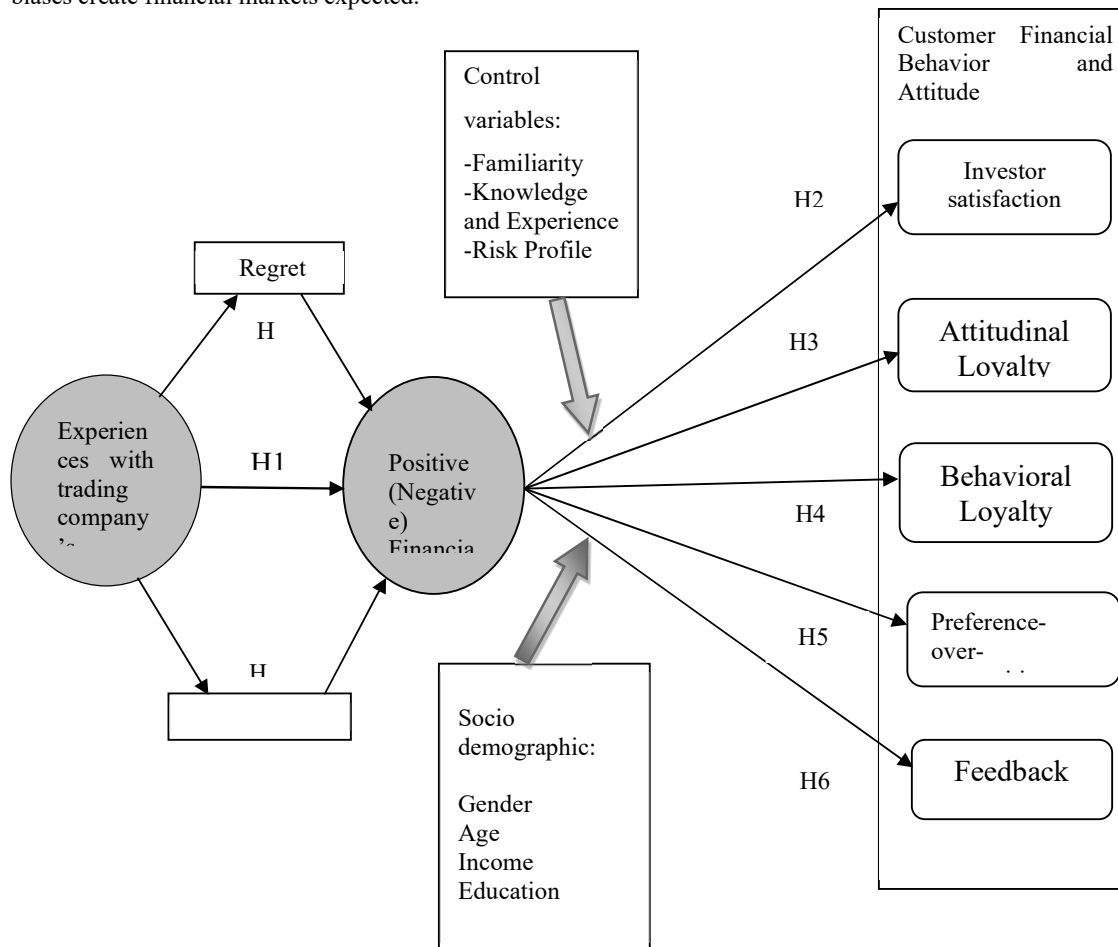 biases create financial markets expected.
Customer Financial
Behavior and
Attitude
Control
variables:
-Familiarity
-Knowledge
and Experience
-Risk Profile
Investor
satisfaction
H2
Regret
H
H3
Attitudinal
Loyalty
Experien
ces with
trading
company
's
H1
Positive
(Negativ
e)
Financia
Behavioral
Loyalty
H4
H
Preference-
over-
H5
Socio
demographic:
Gender
Age
Income
Education
Feedback
H6